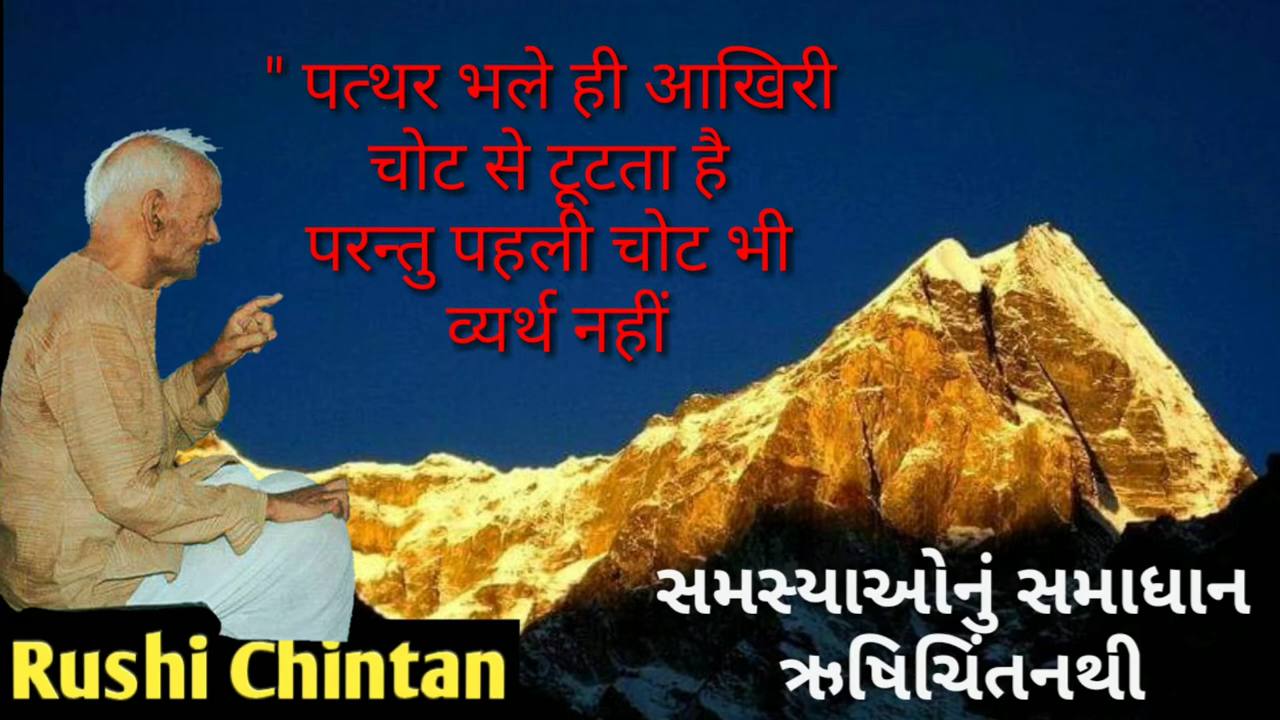 " पत्थर भले ही आखिरी
चोट से टूटता है
परन्तु पहली चोट भी
व्यर्थ नहीं
સમસ્યાઓનું સમાધાન
ઋષિચિંતનથી
Rushi Chintan